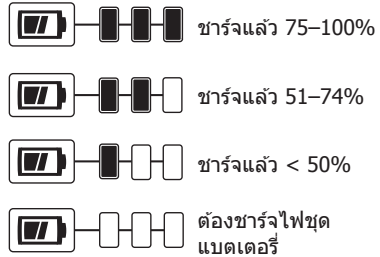 ชาร์จแล้ว 75–100%
ชาร์จแล้ว 51–74%
ชาร์จแล้ว < 50%
ต้องชาร์จไฟชุด
แบตเตอรี่